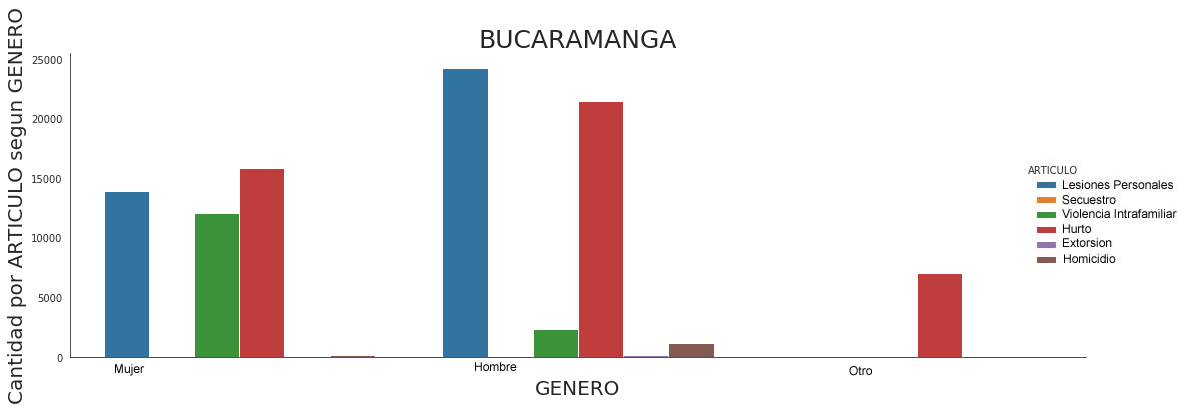 BUCARAMANGA
Cantidad por ARTICULO segun GENERO
25000
20000
15000
10000
5000
0
Mujer
Hombre
Otro
GENERO
ARTICULO
Lesiones Personales
Secuestro
Violencia Intrafamiliar
Hurto
Extorsion
Homicidio